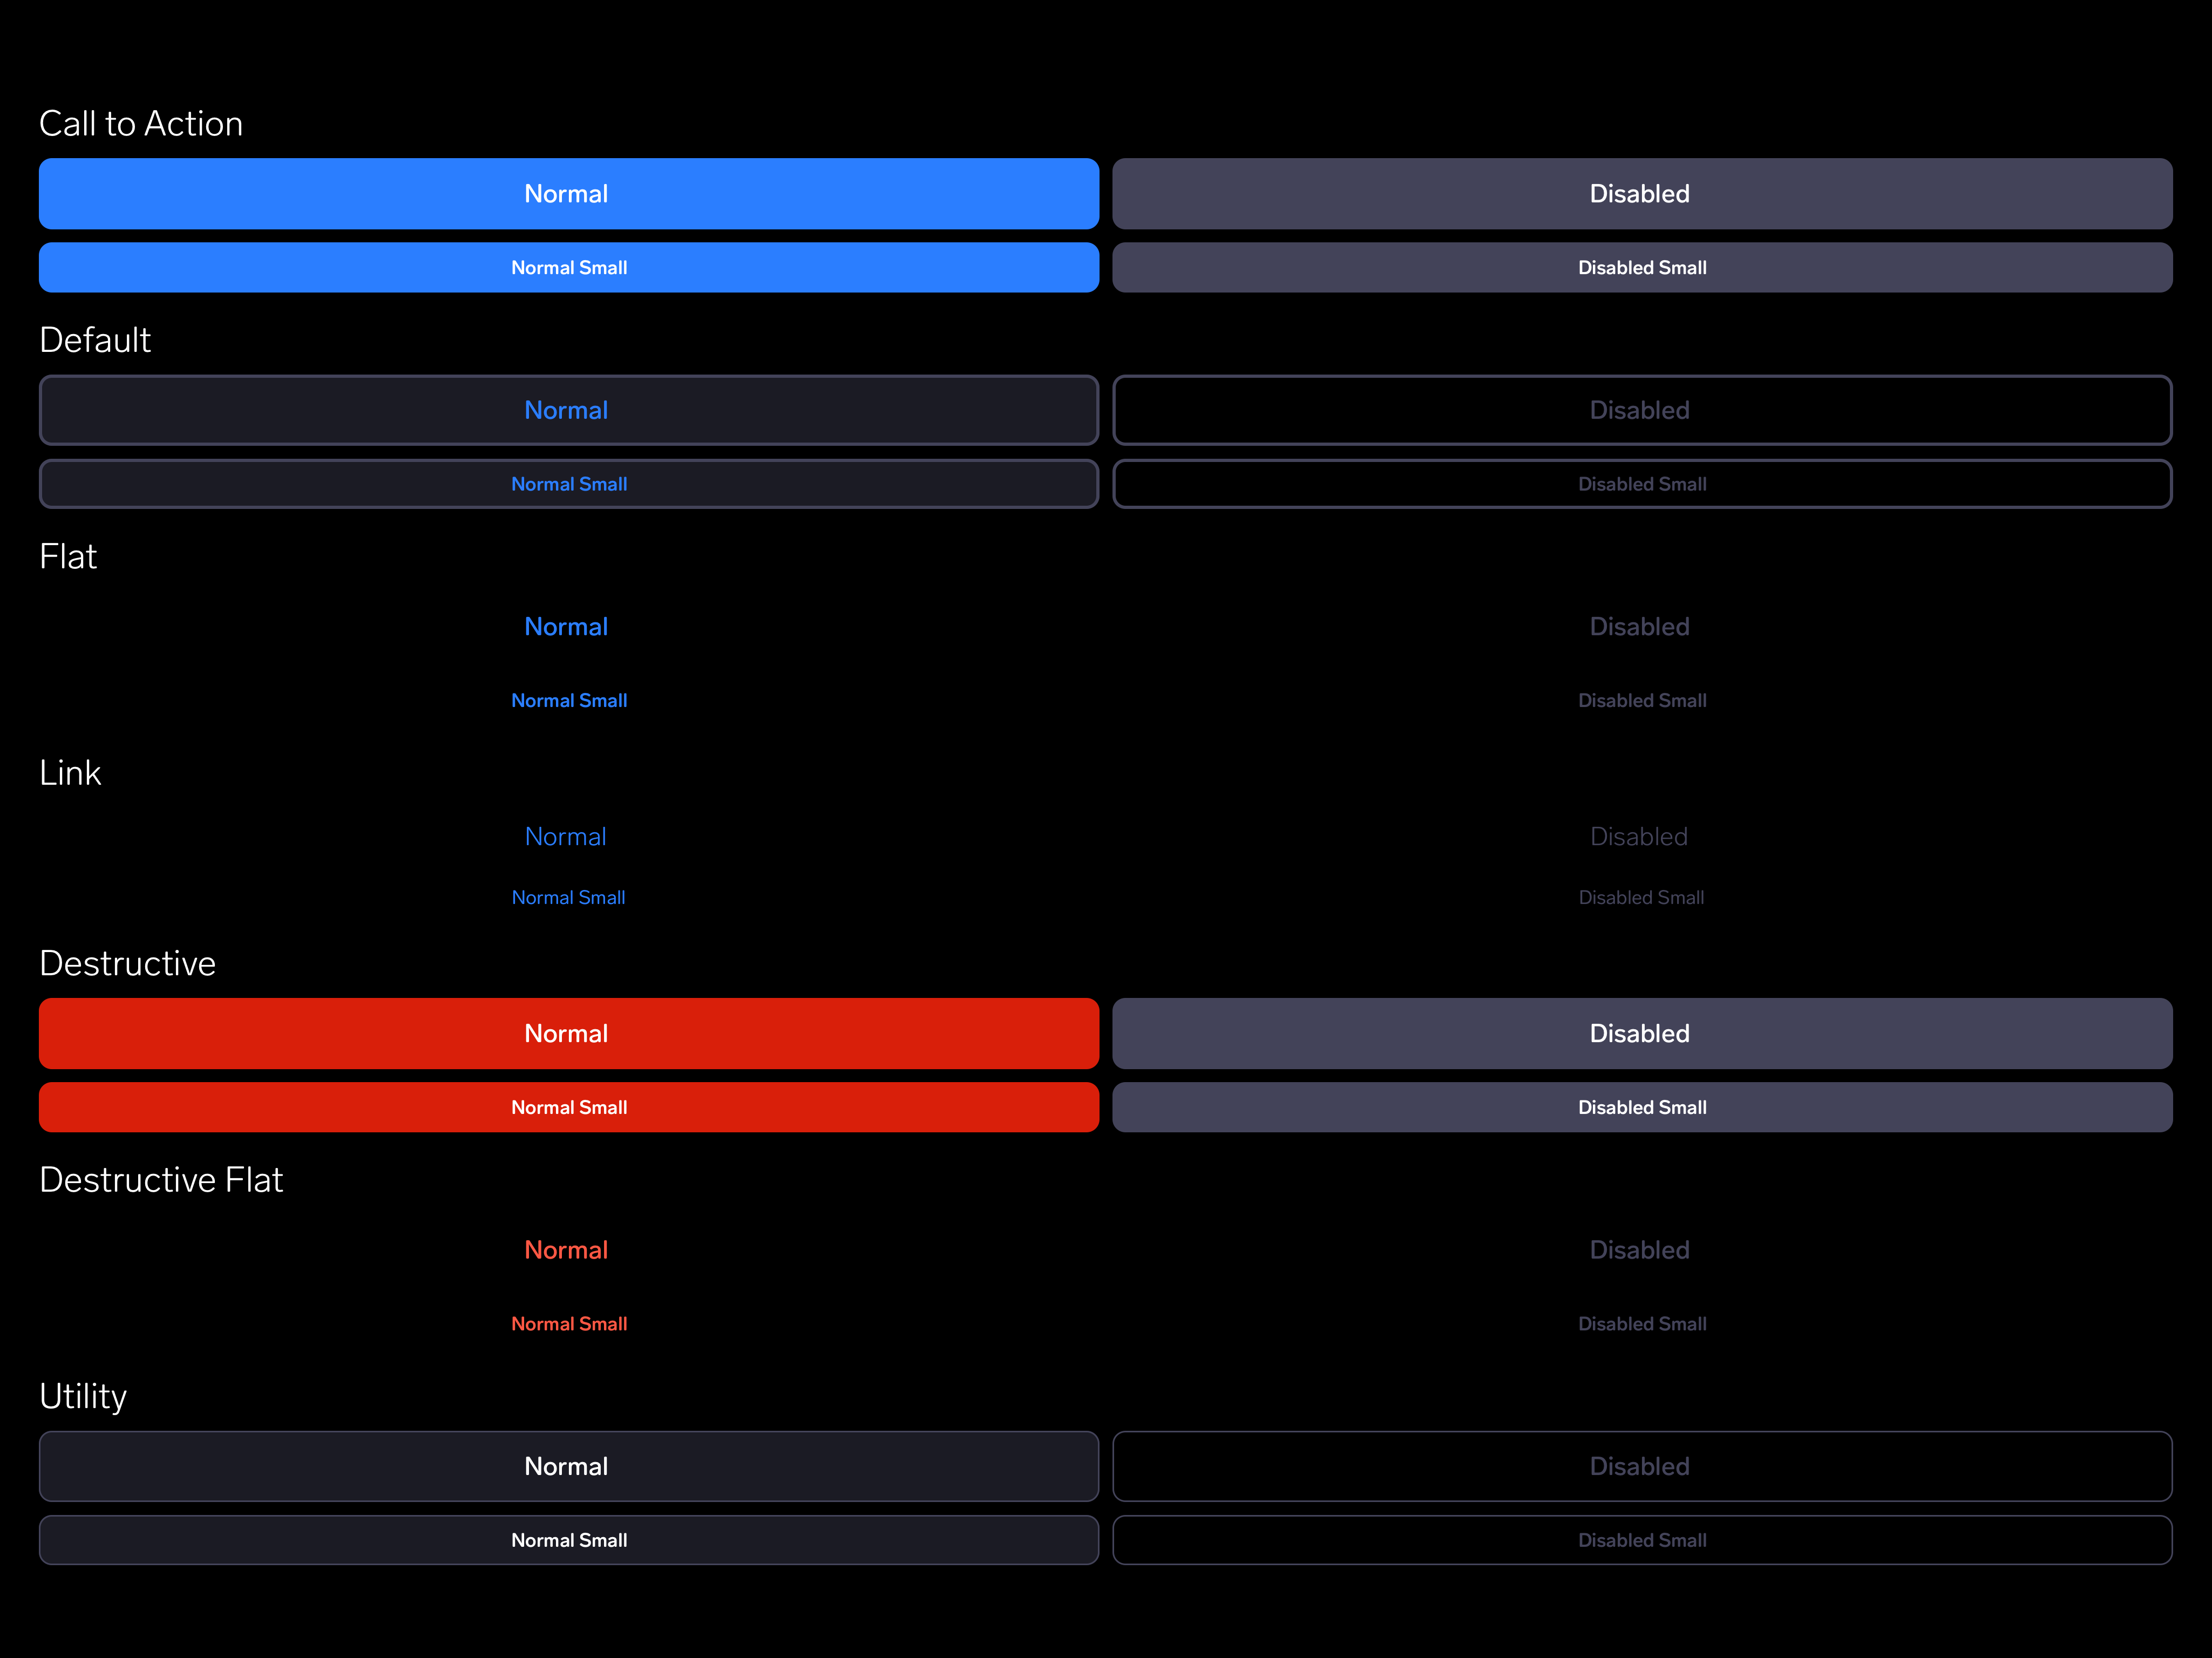 Call to Action
Normal Disabled
Normal Small Disabled Small
Default
Normal Disabled
Normal Small Disabled Small
Flat
Normal Disabled
Normal Small Disabled Small
Link
Normal Disabled
Normal Small Disabled Small
Destructive
Normal Disabled
Normal Small Disabled Small
Destructive Flat
Normal Disabled
Normal Small Disabled Small
Utility
Normal Disabled
Normal Small Disabled Small